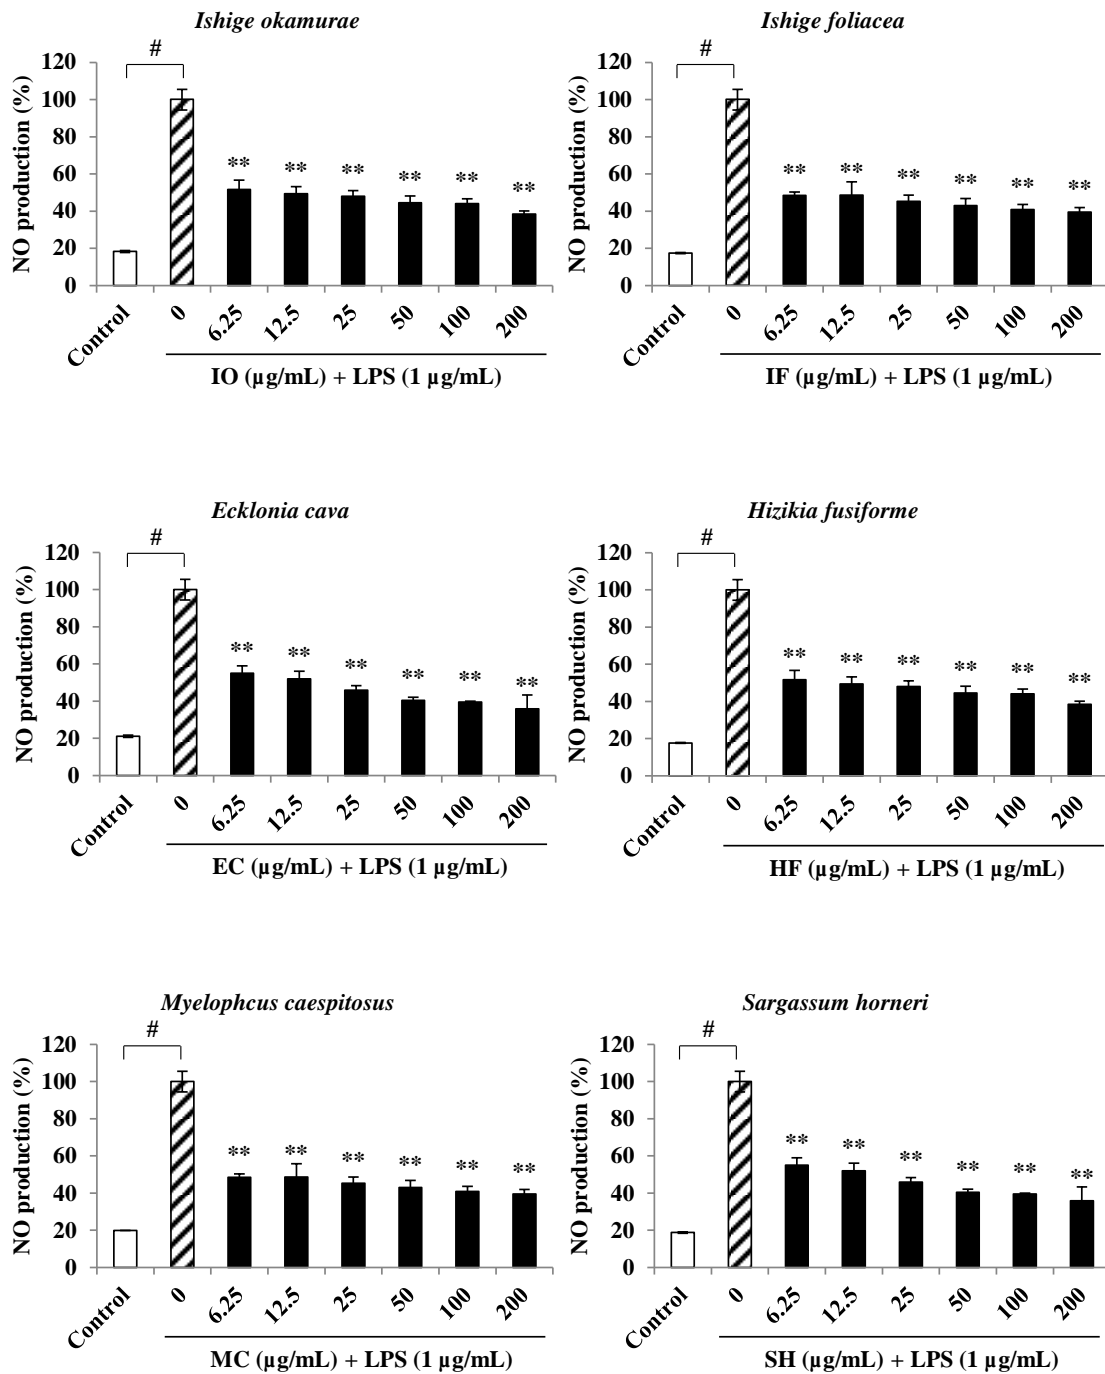 Ishige okamurae
#
NO production (%)
120
100
80
60
40
20
0
** ** ** ** ** **
Control 0 6.25 12.5 25 50 100 200
IO (µg/mL) + LPS (1 µg/mL)
Ishige foliacea
#
NO production (%)
120
100
80
60
40
20
0
** ** ** ** ** **
Control 0 6.25 12.5 25 50 100 200
IF (µg/mL) + LPS (1 µg/mL)
Ecklonia cava
#
NO production (%)
120
100
80
60
40
20
0
** ** ** ** ** **
Control 0 6.25 12.5 25 50 100 200
EC (µg/mL) + LPS (1 µg/mL)
Hizikia fusiforme
#
NO production (%)
120
100
80
60
40
20
0
** ** ** ** ** **
Control 0 6.25 12.5 25 50 100 200
HF (µg/mL) + LPS (1 µg/mL)
Myelophcus caespitosus
#
NO production (%)
120
100
80
60
40
20
0
** ** ** ** ** **
Control 0 6.25 12.5 25 50 100 200
MC (µg/mL) + LPS (1 µg/mL)
Sargassum horneri
#
NO production (%)
120
100
80
60
40
20
0
** ** ** ** ** **
Control 0 6.25 12.5 25 50 100 200
SH (µg/mL) + LPS (1 µg/mL)